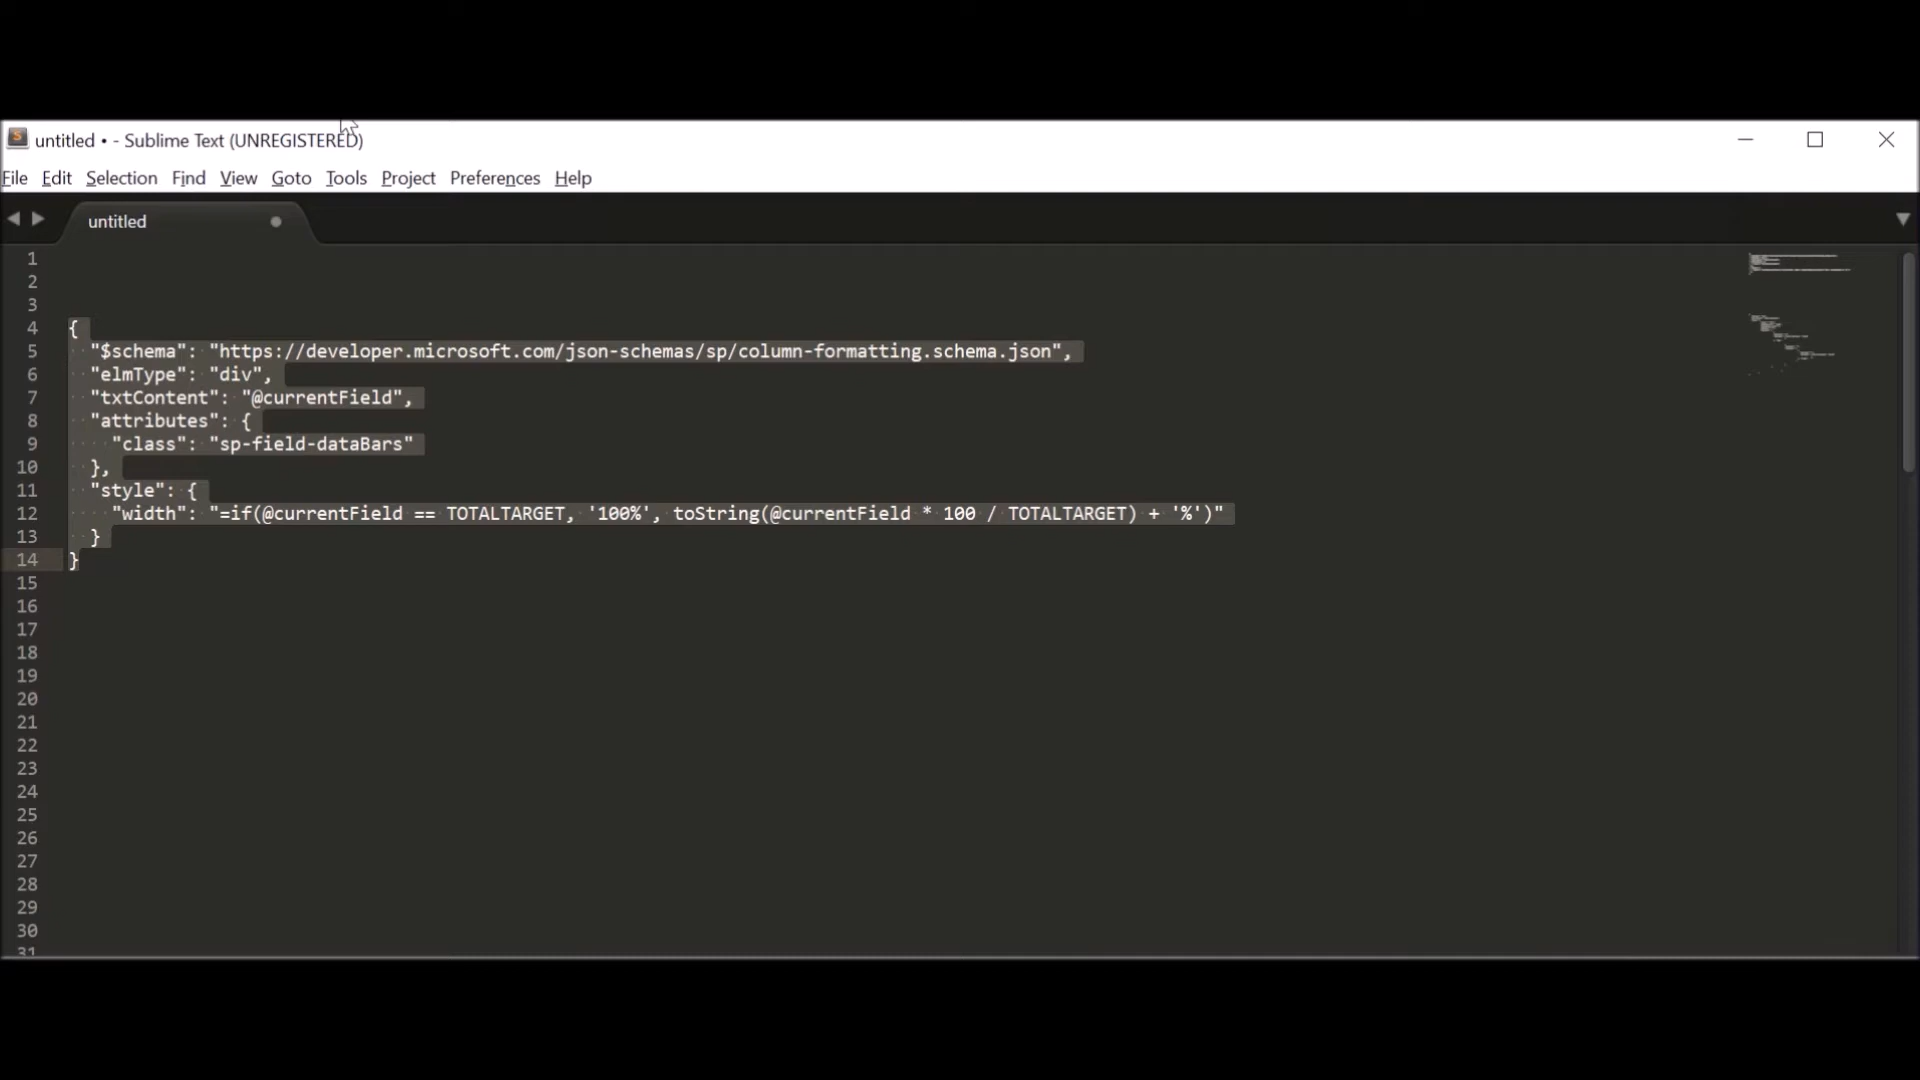 untitled • - Sublime Text (UNREGISTERED)
File Edit Selection Find View Goto Tools Project Preferences Help
untitled
1
2
3
4 {
5 "$schema": "https://developer.microsoft.com/json-schemas/sp/column-formatting.schema.json",
6 "elmType": "div",
7 "txtContent": "@currentField",
8 "attributes": {
9 "class": "sp-field-dataBars"
10 },
11 "style": {
12 "width": "=if(@currentField == TOTALTARGET, '100%', toString(@currentField * 100 / TOTALTARGET) + '%')"
13 }
14 }
15
16
17
18
19
20
21
22
23
24
25
26
27
28
29
30
31